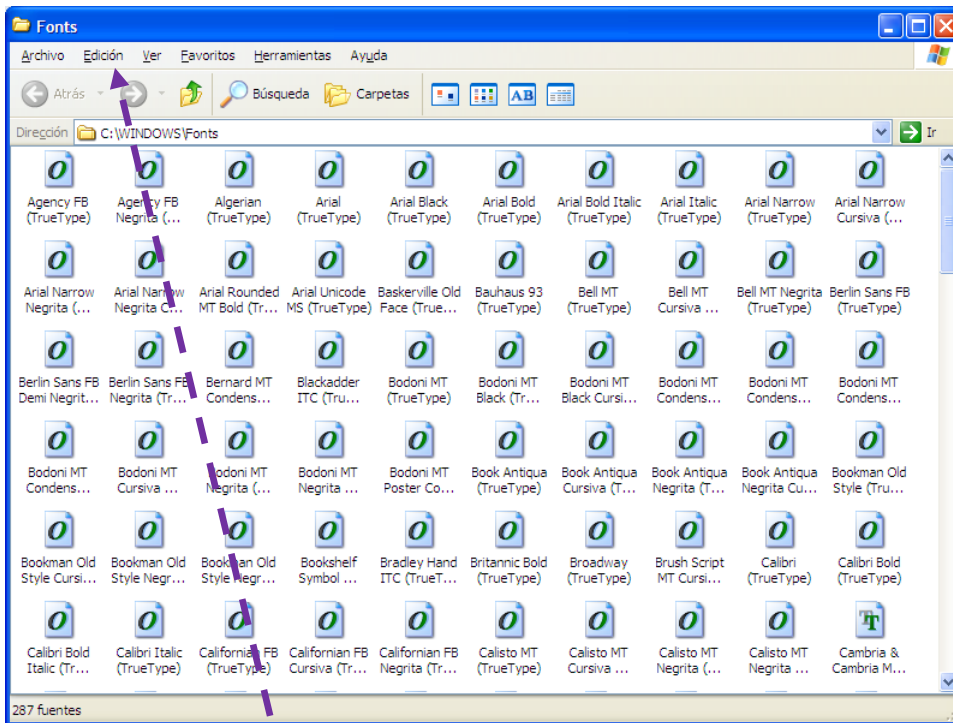 Fonts
Archivo Edición Ver Favoritos Herramientas Ayuda
Atrás Búsqueda Carpetas AB
Dirección C:\WINDOWS\Fonts Ir
Agency FB Agency FB Algerian Arial Arial Black Arial Bold Arial Bold Italic Arial Italic Arial Narrow Arial Narrow
(TrueType) Negrita (... (TrueType) (TrueType) (TrueType) (TrueType) (TrueType) (TrueType) (TrueType) Cursiva (...
Arial Narrow Arial Narrow Arial Rounded Arial Unicode Baskerville Old Bauhaus 93 Bell MT Bell MT Bell MT Negrita Berlin Sans FB
Negrita (... Negrita C... MT Bold (Tr... MS (TrueType) Face (True... (TrueType) (TrueType) Cursiva ... (TrueType) (TrueType)
Berlin Sans FB Berlin Sans FB Bernard MT Blackadder Bodoni MT Bodoni MT Bodoni MT Bodoni MT Bodoni MT Bodoni MT
Demi Negrit... Negrita (Tr... Condens... ITC (Tru... (TrueType) Black (Tr... Black Cursi... Condens... Condens... Condens...
Bodoni MT Bodoni MT Bodoni MT Bodoni MT Bodoni MT Book Antiqua Book Antiqua Book Antiqua Book Antiqua Bookman Old
Condens... Cursiva ... Negrita (... Negrita ... Poster Co... (TrueType) Cursiva (T... Negrita (T... Negrita Cu... Style (Tru...
Bookman Old Bookman Old Bookman Old Bookshelf Bradley Hand Britannic Bold Broadway Brush Script Calibri Calibri Bold
Style Cursi... Style Negr... Style Negr... Symbol ... ITC (TrueT... (TrueType) (TrueType) MT Cursi... (TrueType) (TrueType)
Calibri Bold Calibri Italic Californian FB Californian FB Californian FB Calisto MT Calisto MT Calisto MT Calisto MT Cambria &
Italic (Tr... (TrueType) (TrueType) Cursiva (Tr... Negrita (Tr... (TrueType) Cursiva ... Negrita (... Negrita ... Cambria M...
287 fuentes